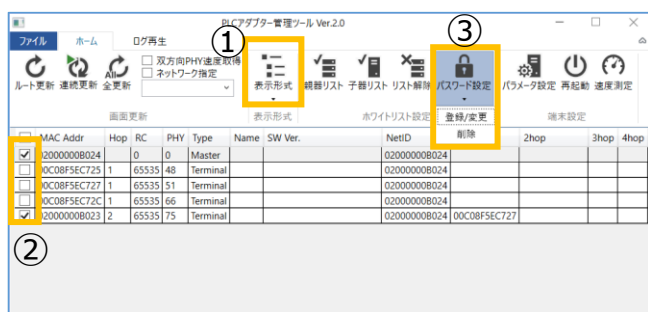 PLCアダプター管理ツール Ver.2.0
③
ファイル ホーム ログ再生
①
双方向PHY速度取得
ネットワーク指定
ルート更新 連続更新 全更新 表示形式 親器リスト 子器リスト リスト解除 パスワード設定 パラメータ設定 再起動 速度測定
All
画面更新 表示形式 ホワイトリスト設定 登録/変更 端末設定
削除
MAC Addr Hop RC PHY Type Name SW Ver. NetID 2hop 3hop 4hop
02000000B024 0 0 Master 02000000B024
00C08F5EC725 1 65535 48 Terminal 02000000B024
00C08F5EC727 1 65535 51 Terminal 02000000B024
00C08F5EC72C 1 65535 66 Terminal 02000000B024
02000000B023 2 65535 75 Terminal 02000000B024 00C08F5EC727
②